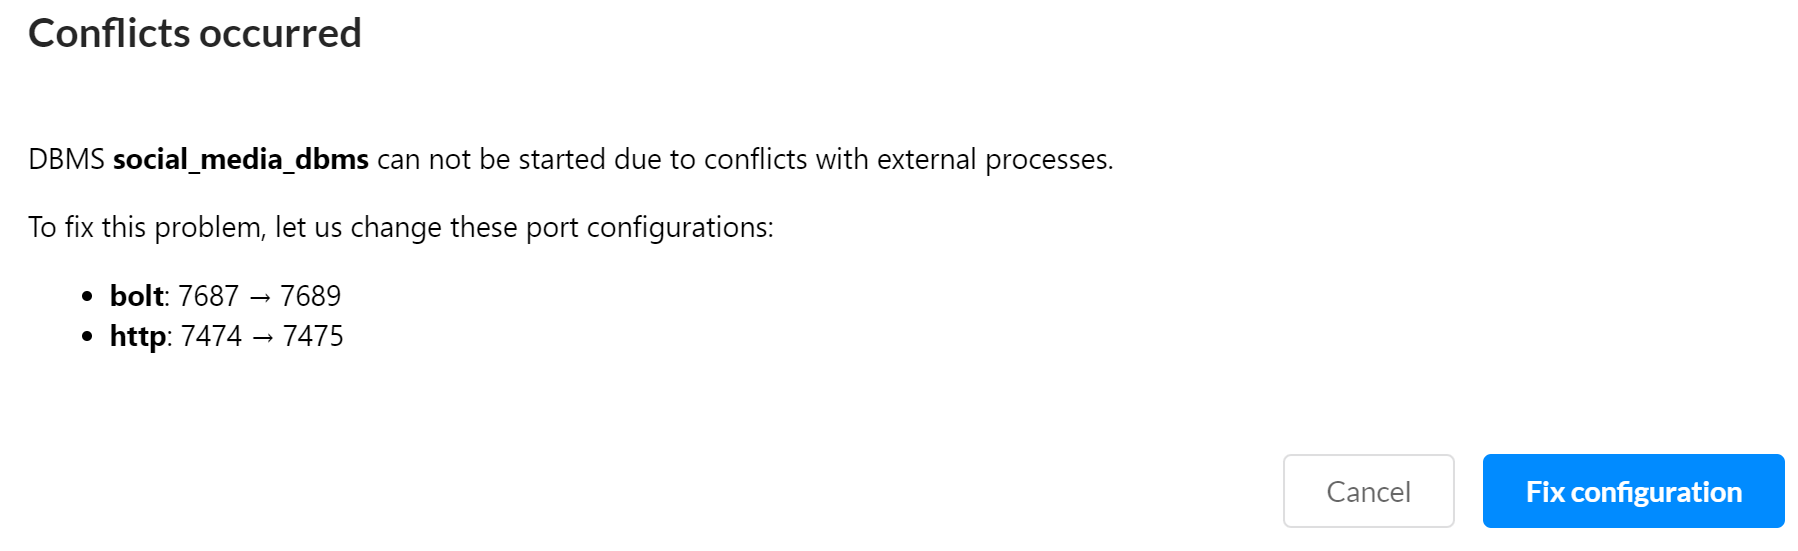 Conflicts occurred
DBMS social_media_dbms can not be started due to conflicts with external processes.
To fix this problem, let us change these port configurations:
• bolt: 7687 → 7689
• http: 7474 → 7475
Cancel
Fix configuration